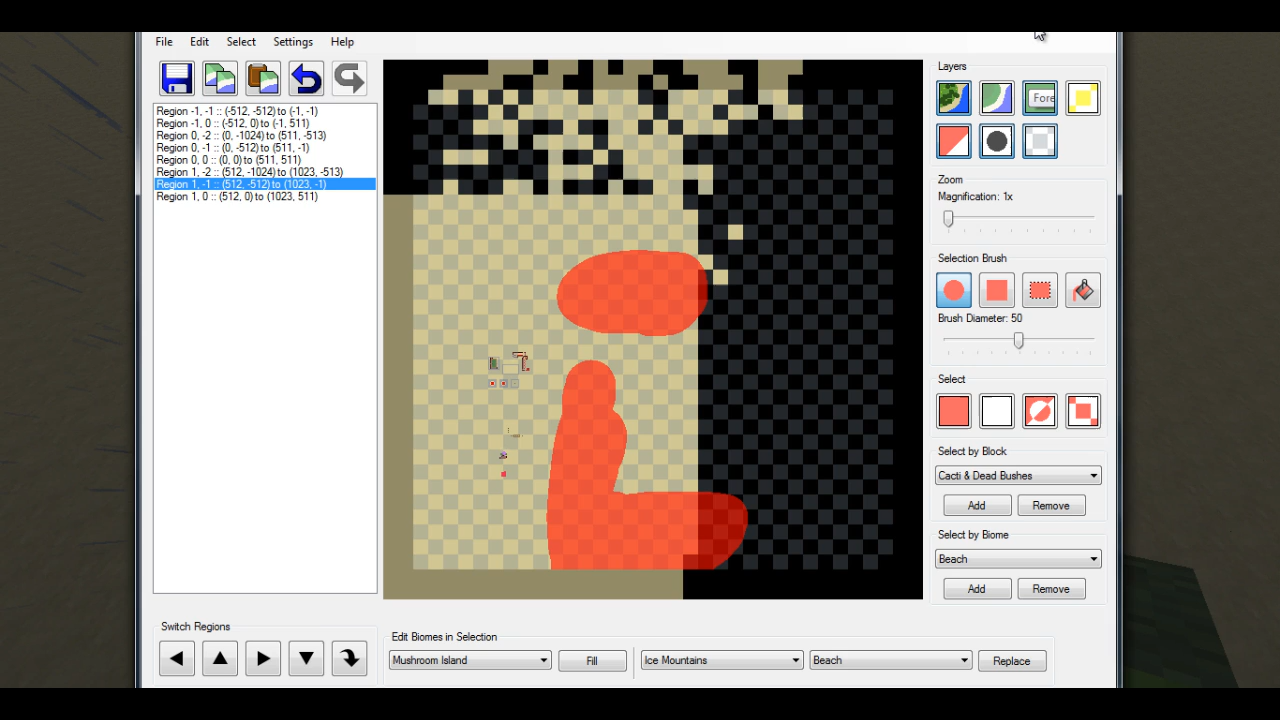 File Edit Select Settings Help
Region -1, -1 :: (-512, -512) to (-1, -1)
Region -1, 0 :: (-512, 0) to (-1, 511)
Region 0, -2 :: (0, -1024) to (511, -513)
Region 0, -1 :: (0, -512) to (511, -1)
Region 0, 0 :: (0, 0) to (511, 511)
Region 1, -2 :: (512, -1024) to (1023, -513)
Region 1, -1 :: (512, -512) to (1023, -1)
Region 1, 0 :: (512, 0) to (1023, 511)
Layers
Fore
Zoom
Magnification: 1x
Selection Brush
Brush Diameter: 50
Select
Select by Block
Cacti & Dead Bushes
Add Remove
Select by Biome
Beach
Add Remove
Switch Regions
Edit Biomes in Selection
Mushroom Island Fill Ice Mountains Beach Replace